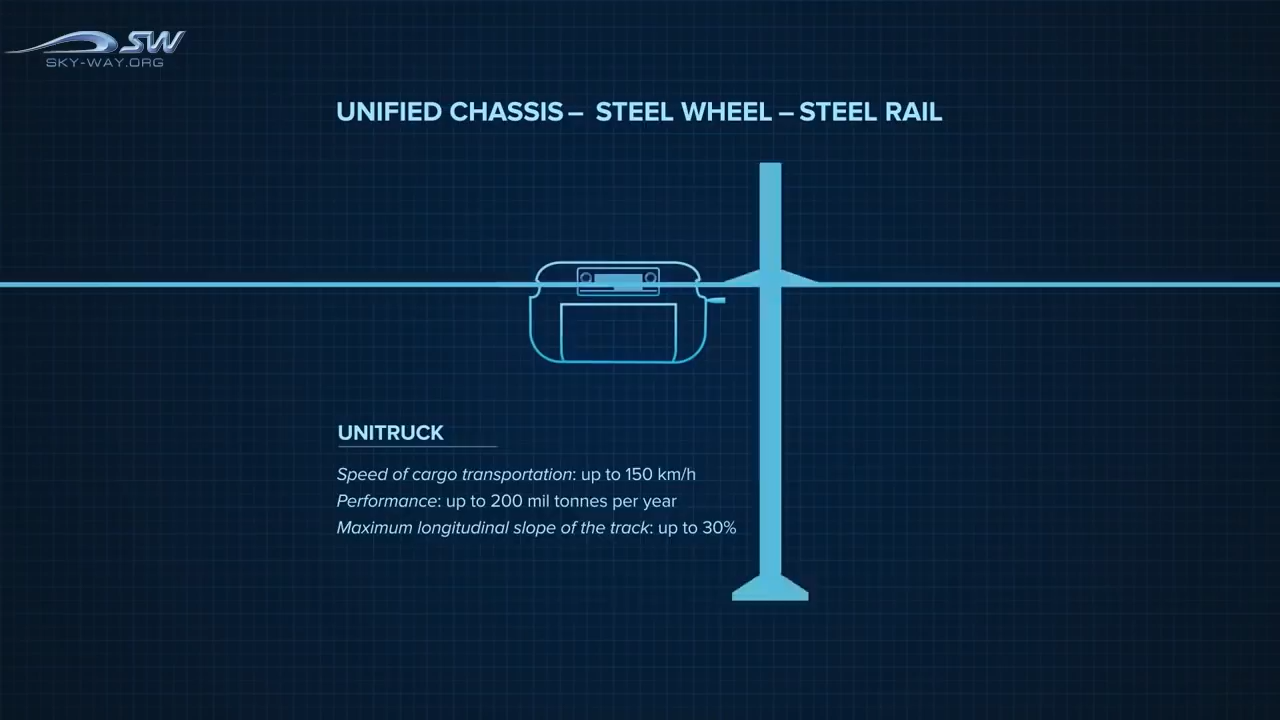 SW
SKY-WAY.ORG
UNIFIED CHASSIS – STEEL WHEEL – STEEL RAIL
UNITRUCK
Speed of cargo transportation: up to 150 km/h
Performance: up to 200 mil tonnes per year
Maximum longitudinal slope of the track: up to 30%